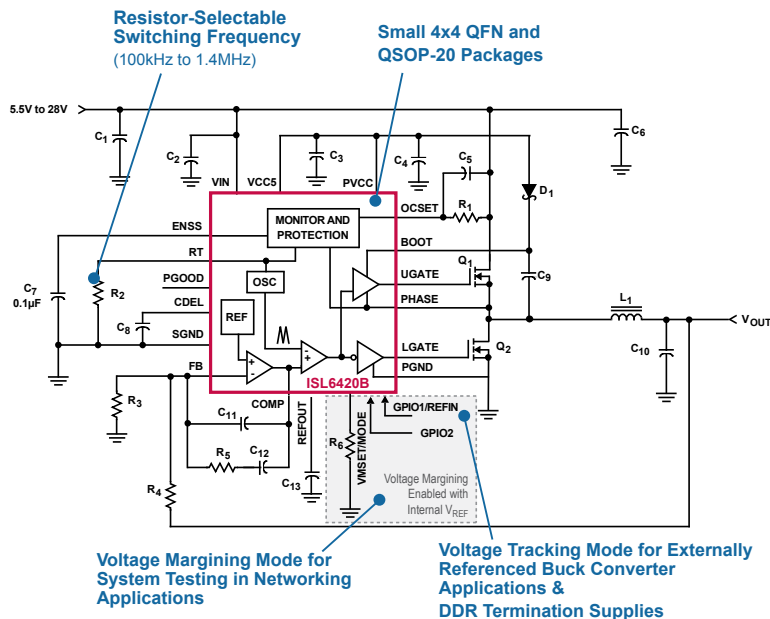 Resistor-Selectable
Switching Frequency
(100kHz to 1.4MHz)
Small 4x4 QFN and
QSOP-20 Packages
5.5V to 28V
C1
C2
C3
C4
C5
C6
VIN
VCC5
PVCC
D1
OCSET
R1
ENSS
MONITOR AND
PROTECTION
BOOT
RT
Q1
C9
UGATE
C7
0.1µF
R2
PGOOD
OSC
PHASE
CDEL
REF
L1
C8
VOUT
SGND
LGATE
Q2
C10
PGND
FB
+
-
-
+
ISL6420B
R3
COMP
GPIO1/REFIN
C11
REFOUT
R6
VMSET/MODE
GPIO2
R5
C12
C13
R4
Voltage Margining
Enabled with
Internal VREF
Voltage Margining Mode for
System Testing in Networking
Applications
Voltage Tracking Mode for Externally
Referenced Buck Converter
Applications &
DDR Termination Supplies